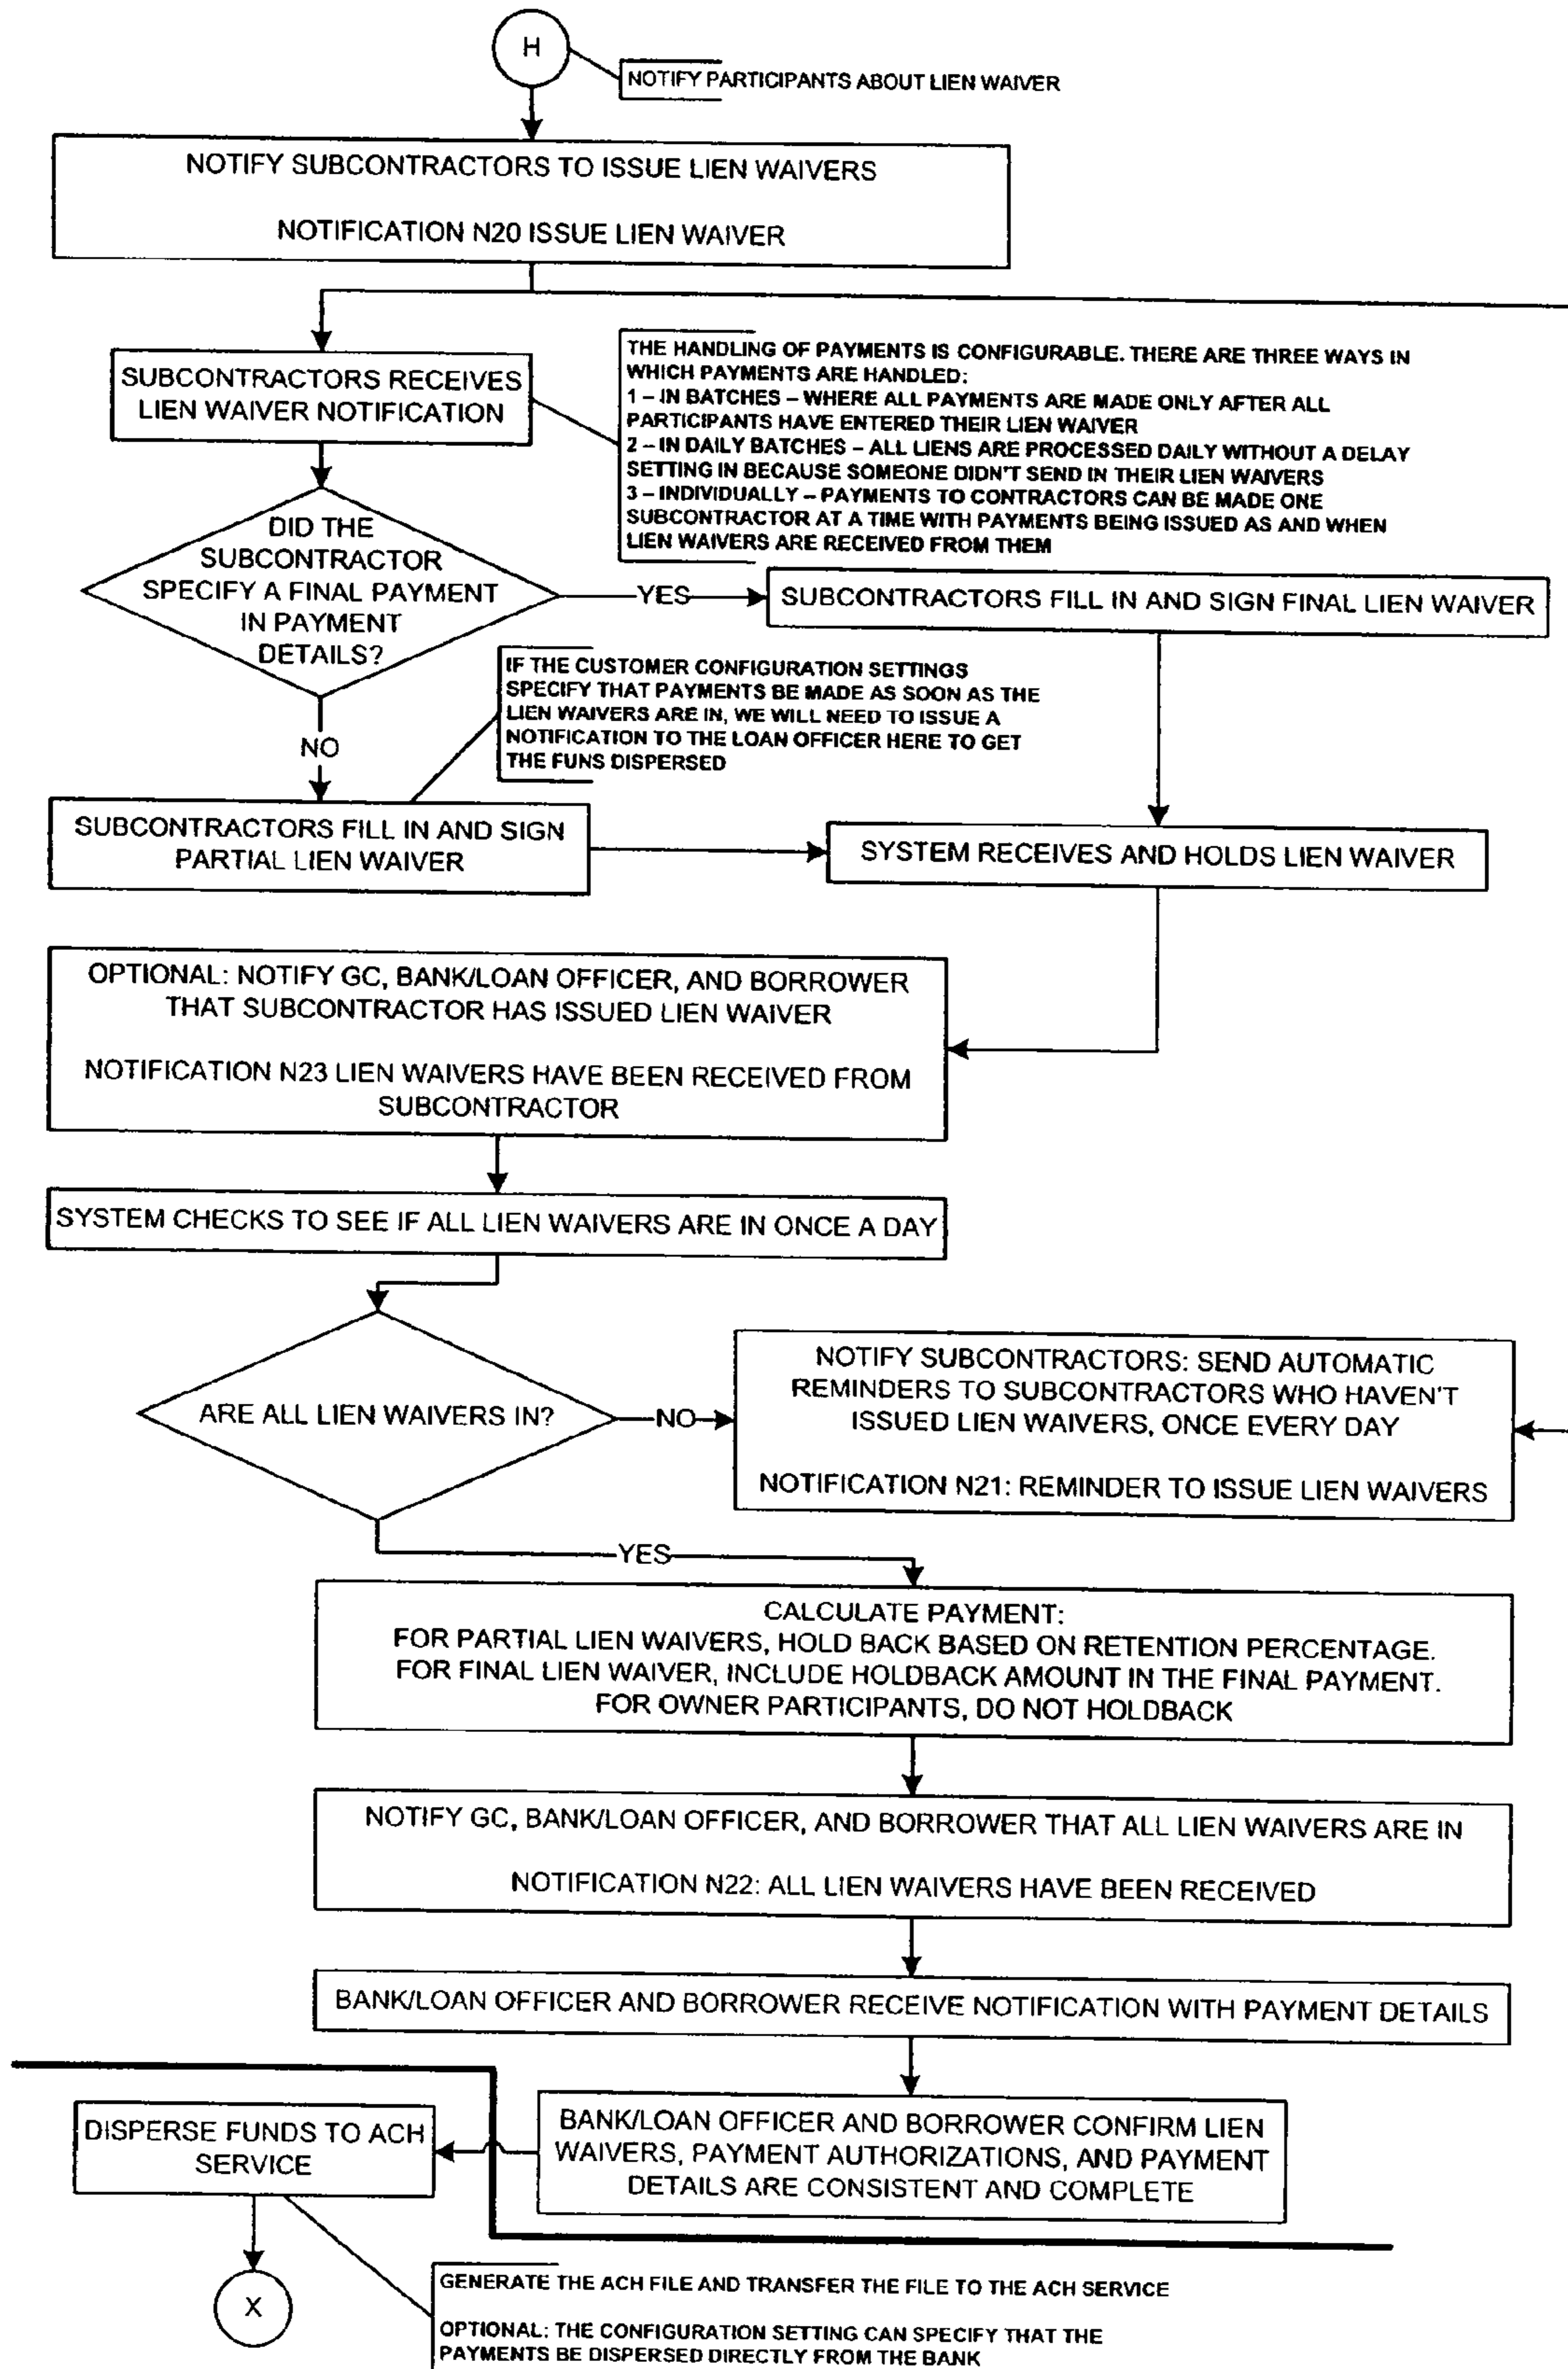 H
NOTIFY PARTICIPANTS ABOUT LIEN WAIVER
NOTIFY SUBCONTRACTORS TO ISSUE LIEN WAIVERS
NOTIFICATION N20 ISSUE LIEN WAIVER
SUBCONTRACTORS RECEIVES
LIEN WAIVER NOTIFICATION
THE HANDLING OF PAYMENTS IS CONFIGURABLE. THERE ARE THREE WAYS IN
WHICH PAYMENTS ARE HANDLED:
1 – IN BATCHES – WHERE ALL PAYMENTS ARE MADE ONLY AFTER ALL
PARTICIPANTS HAVE ENTERED THEIR LIEN WAIVER
2 – IN DAILY BATCHES – ALL LIENS ARE PROCESSED DAILY WITHOUT A DELAY
SETTING IN BECAUSE SOMEONE DIDN'T SEND IN THEIR LIEN WAIVERS
3 – INDIVIDUALLY – PAYMENTS TO CONTRACTORS CAN BE MADE ONE
SUBCONTRACTOR AT A TIME WITH PAYMENTS BEING ISSUED AS AND WHEN
LIEN WAIVERS ARE RECEIVED FROM THEM
DID THE
SUBCONTRACTOR
SPECIFY A FINAL PAYMENT
IN PAYMENT
DETAILS?
YES
SUBCONTRACTORS FILL IN AND SIGN FINAL LIEN WAIVER
IF THE CUSTOMER CONFIGURATION SETTINGS
SPECIFY THAT PAYMENTS BE MADE AS SOON AS THE
LIEN WAIVERS ARE IN, WE WILL NEED TO ISSUE A
NOTIFICATION TO THE LOAN OFFICER HERE TO GET
THE FUNS DISPERSED
NO
SUBCONTRACTORS FILL IN AND SIGN
PARTIAL LIEN WAIVER
SYSTEM RECEIVES AND HOLDS LIEN WAIVER
OPTIONAL: NOTIFY GC, BANK/LOAN OFFICER, AND BORROWER
THAT SUBCONTRACTOR HAS ISSUED LIEN WAIVER
NOTIFICATION N23 LIEN WAIVERS HAVE BEEN RECEIVED FROM
SUBCONTRACTOR
SYSTEM CHECKS TO SEE IF ALL LIEN WAIVERS ARE IN ONCE A DAY
ARE ALL LIEN WAIVERS IN?
NO
NOTIFY SUBCONTRACTORS: SEND AUTOMATIC
REMINDERS TO SUBCONTRACTORS WHO HAVEN'T
ISSUED LIEN WAIVERS, ONCE EVERY DAY
NOTIFICATION N21: REMINDER TO ISSUE LIEN WAIVERS
YES
CALCULATE PAYMENT:
FOR PARTIAL LIEN WAIVERS, HOLD BACK BASED ON RETENTION PERCENTAGE.
FOR FINAL LIEN WAIVER, INCLUDE HOLDBACK AMOUNT IN THE FINAL PAYMENT.
FOR OWNER PARTICIPANTS, DO NOT HOLDBACK
NOTIFY GC, BANK/LOAN OFFICER, AND BORROWER THAT ALL LIEN WAIVERS ARE IN
NOTIFICATION N22: ALL LIEN WAIVERS HAVE BEEN RECEIVED
BANK/LOAN OFFICER AND BORROWER RECEIVE NOTIFICATION WITH PAYMENT DETAILS
BANK/LOAN OFFICER AND BORROWER CONFIRM LIEN
WAIVERS, PAYMENT AUTHORIZATIONS, AND PAYMENT
DETAILS ARE CONSISTENT AND COMPLETE
DISPERSE FUNDS TO ACH
SERVICE
X
GENERATE THE ACH FILE AND TRANSFER THE FILE TO THE ACH SERVICE
OPTIONAL: THE CONFIGURATION SETTING CAN SPECIFY THAT THE
PAYMENTS BE DISPERSED DIRECTLY FROM THE BANK